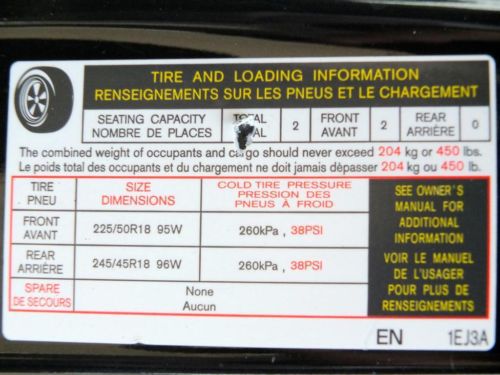 TIRE AND LOADING INFORMATION
RENSEIGNEMENTS SUR LES PNEUS ET LE CHARGEMENT
SEATING CAPACITY TOTAL 2 FRONT 2 REAR 0
NOMBRE DE PLACES TOTAL AVANT ARRIÈRE
The combined weight of occupants and cargo should never exceed 204 kg or 450 lbs.
Le poids total des occupants et du chargement ne doit jamais dépasser 204 kg ou 450 lb.
TIRE SIZE COLD TIRE PRESSURE
PNEU DIMENSIONS PRESSION DES
PNEUS À FROID
FRONT 225/50R18 95W 260kPa , 38PSI
AVANT
REAR 245/45R18 96W 260kPa , 38PSI
ARRIÈRE
SPARE None
DE SECOURS Aucun
SEE OWNER'S
MANUAL FOR
ADDITIONAL
INFORMATION
VOIR LE MANUEL
DE L'USAGER
POUR PLUS DE
RENSEIGNEMENTS
EN 1EJ3A